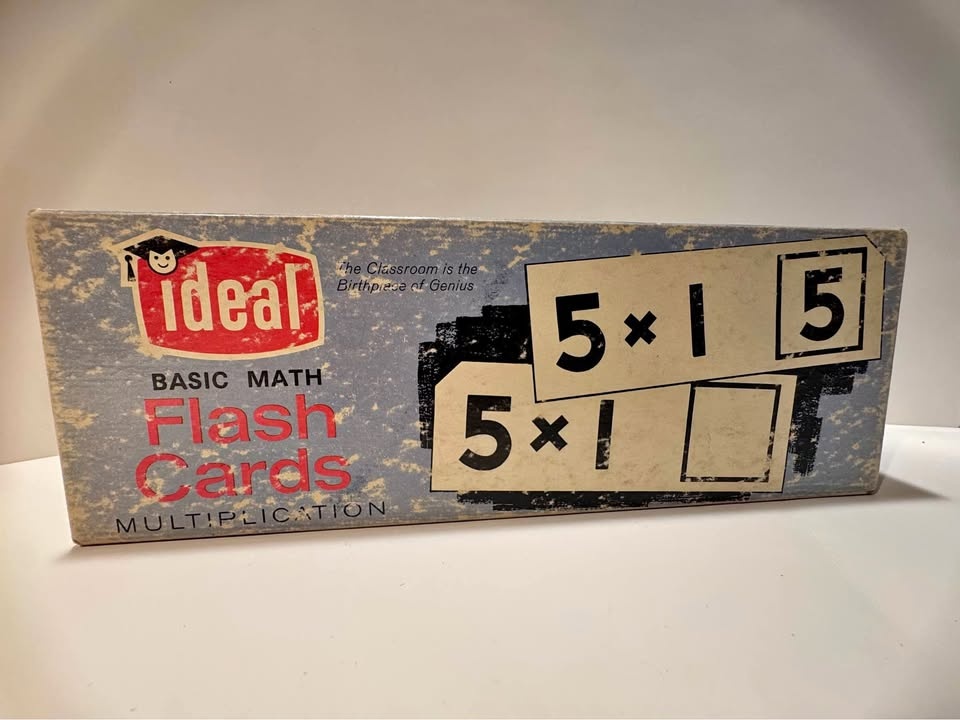 ideal
The Classroom is the
Birthplace of Genius
BASIC MATH
Flash
Cards
MULTIPLICATION
5 × 1 5
5 × 1